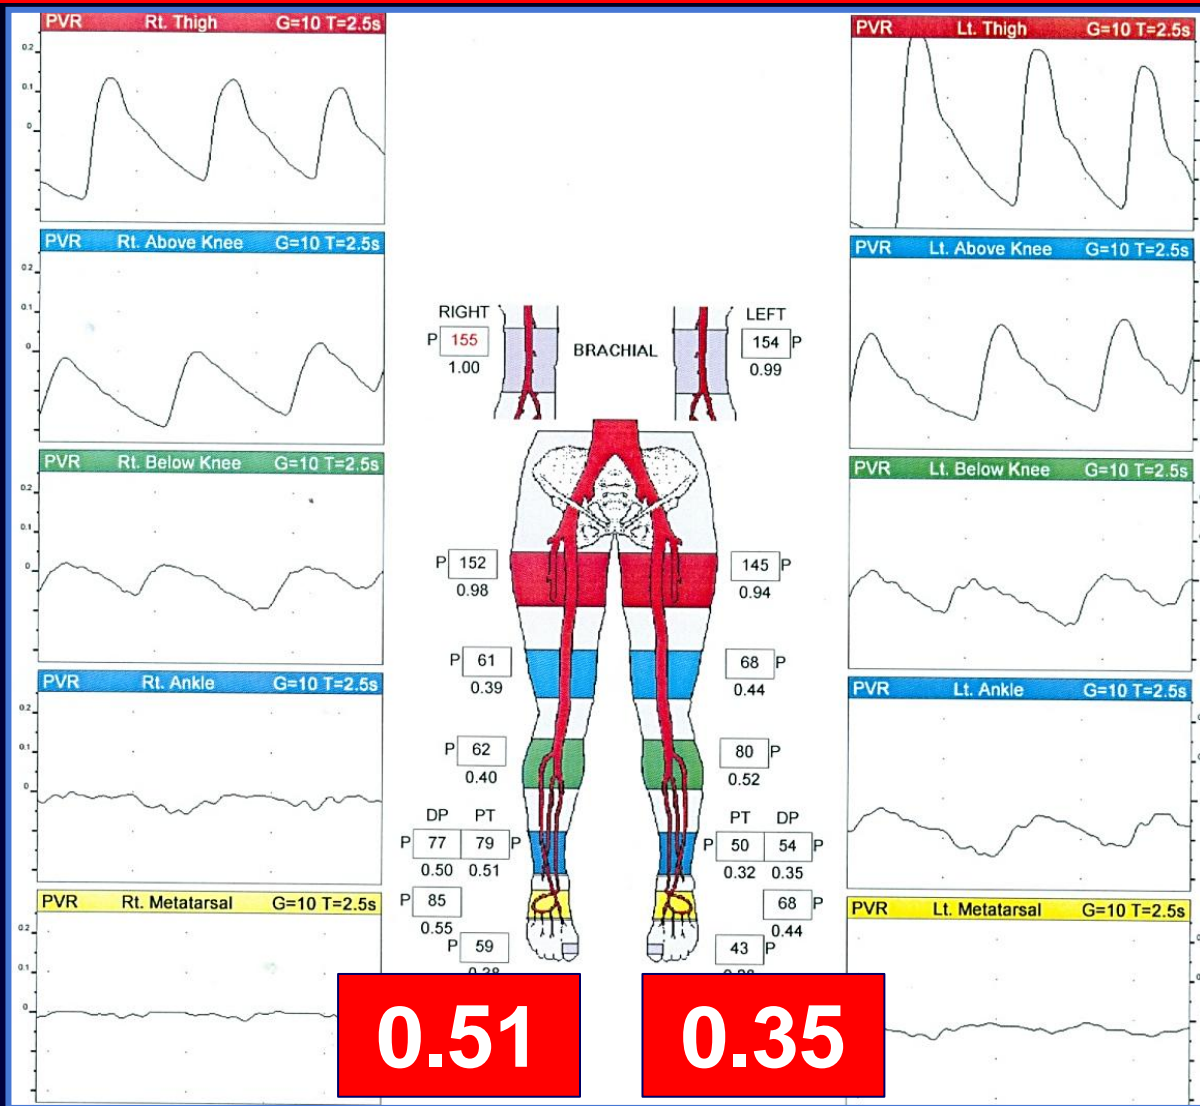 PVR Rt. Thigh G=10 T=2.5s
0.2
0.1
0
PVR Lt. Thigh G=10 T=2.5s
PVR Rt. Above Knee G=10 T=2.5s
0.2
0.1
0
PVR Lt. Above Knee G=10 T=2.5s
PVR Rt. Below Knee G=10 T=2.5s
0.2
0.1
0
PVR Lt. Below Knee G=10 T=2.5s
PVR Rt. Ankle G=10 T=2.5s
0.2
0.1
0
PVR Lt. Ankle G=10 T=2.5s
PVR Rt. Metatarsal G=10 T=2.5s
0.2
0.1
0
PVR Lt. Metatarsal G=10 T=2.5s
RIGHT LEFT
P 155 BRACHIAL 154 P
1.00 0.99
P 152 145 P
0.98 0.94
P 61 68 P
0.39 0.44
P 62 80 P
0.40 0.52
DP PT PT DP
P 77 79 P P 50 54 P
0.50 0.51 0.32 0.35
P 85 68 P
0.55 0.44
P 59 43 P
0.51 0.35